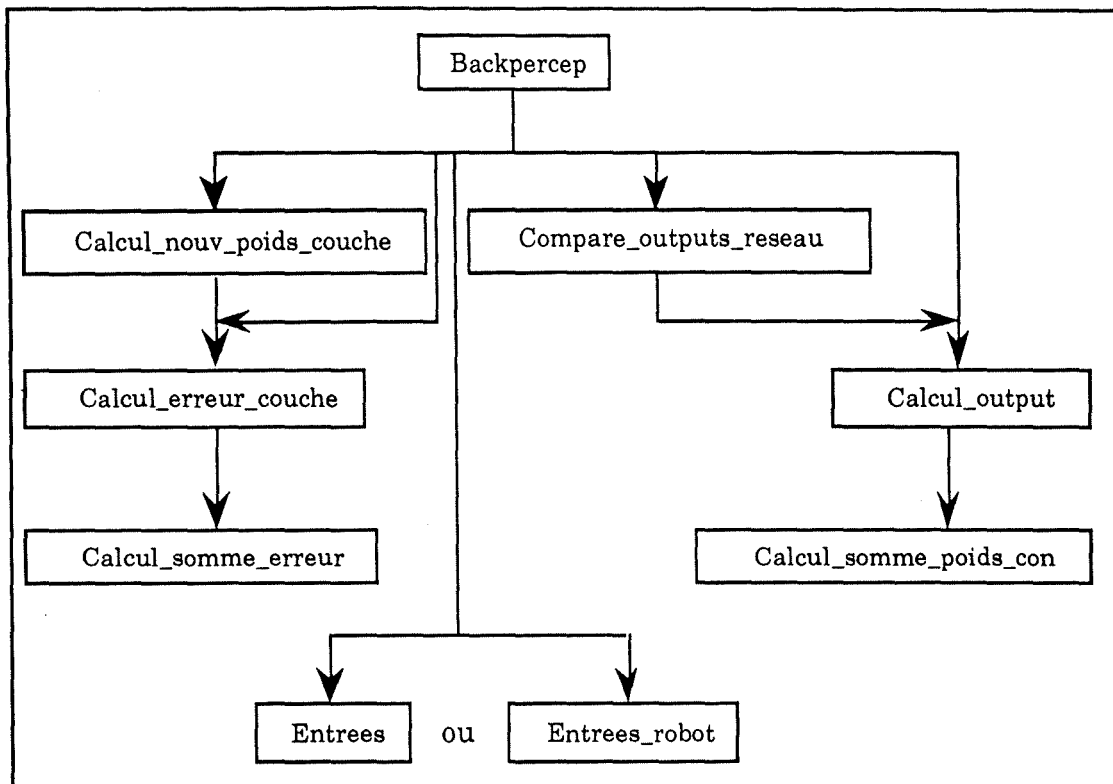 Backpercep
Calcul_nouv_poids_couche
Compare_outputs_reseau
Calcul_erreur_couche
Calcul_output
Calcul_somme_erreur
Calcul_somme_poids_con
Entrees ou Entrees_robot